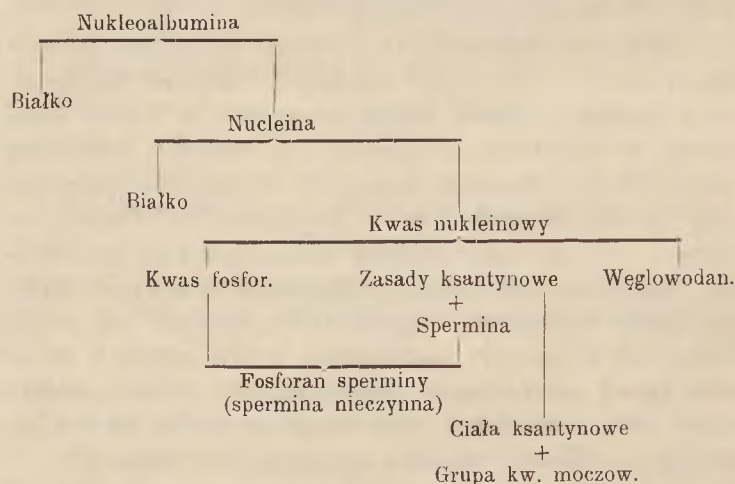 Nukleoalbumina
Białko
Nucleina
Białko
Kwas nukleinowy
Kwas fosfor. Zasady ksantynowe Węglowodan.
+
Spermina
Fosforan sperminy
(spermina nieczynna)
Ciała ksantynowe
+
Grupa kw. moczow.